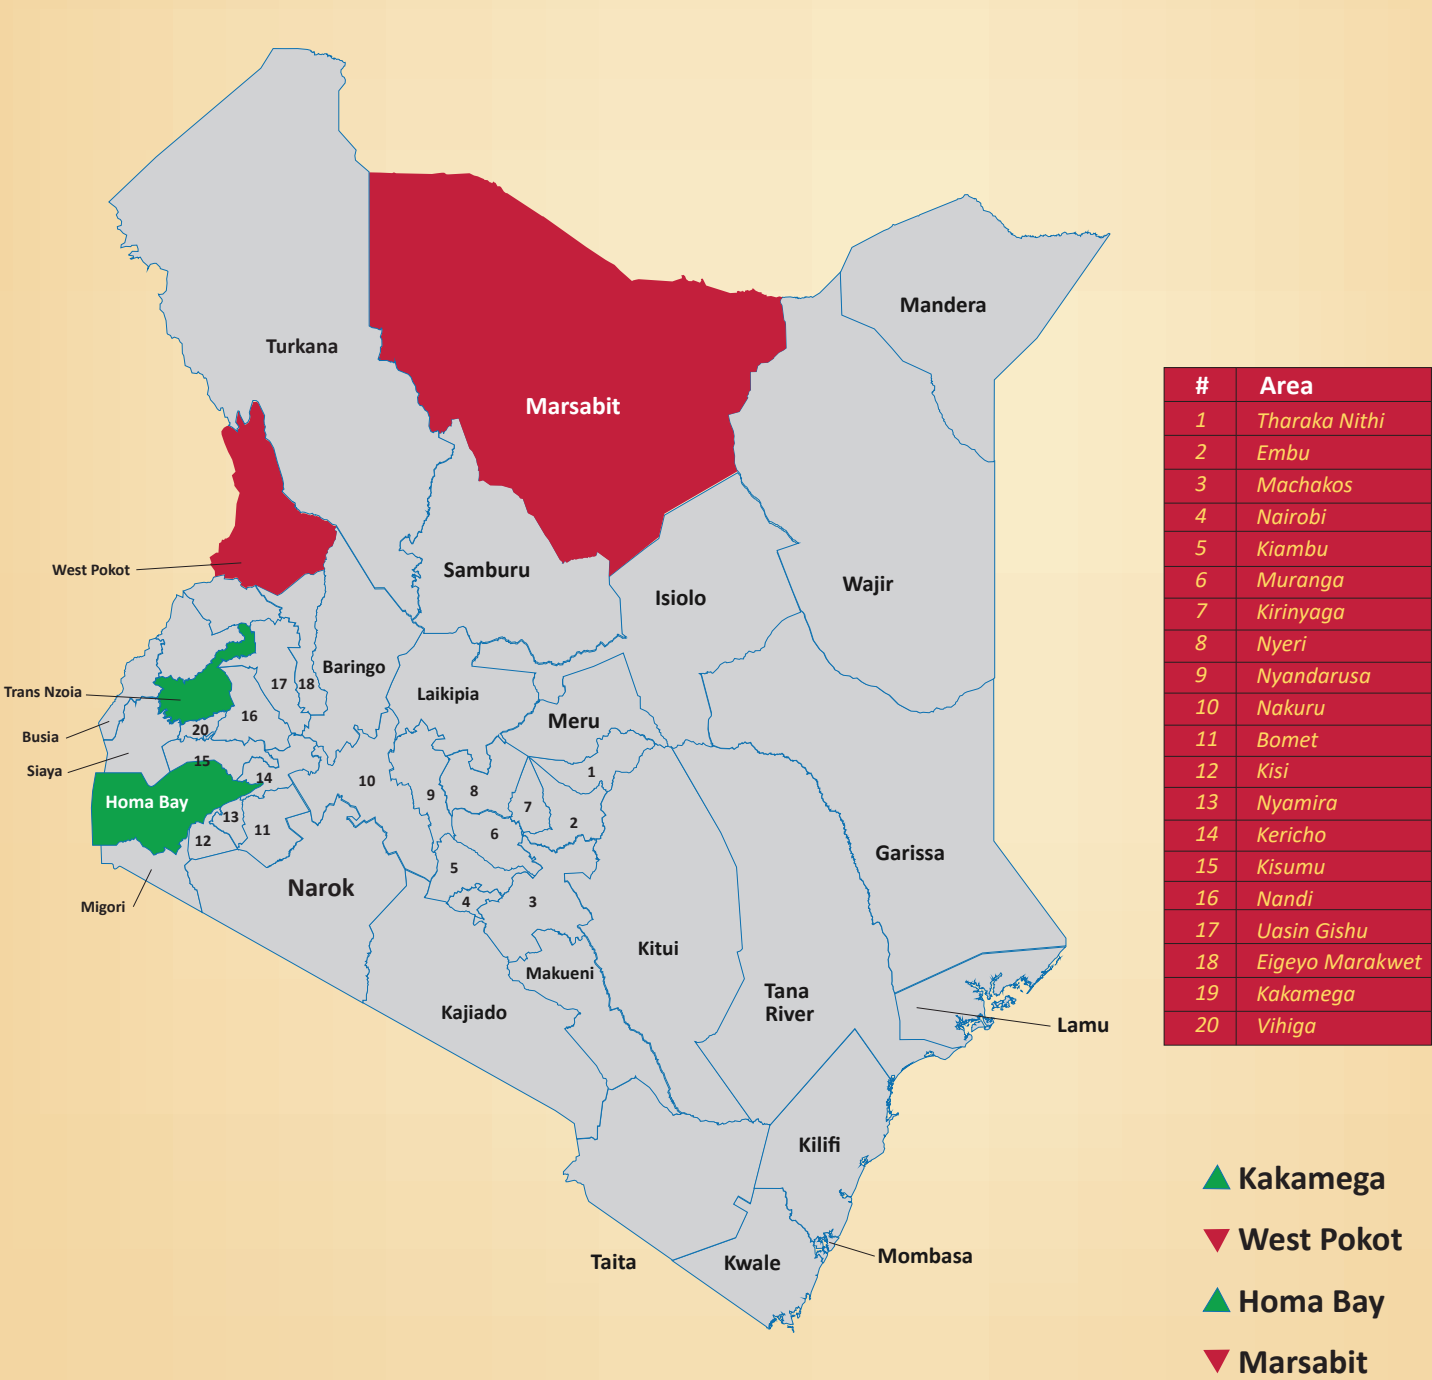 Turkana
Mandera
Marsabit
West Pokot
Samburu
Isiolo
Wajir
Baringo
17
18
Laikipia
Trans Nzoia
16
Meru
20
Busia
Siaya
15
14
10
1
Homa Bay
9
8
7
13
11
2
12
6
Garissa
5
Narok
Migori
4
3
Kitui
Makueni
Tana
River
Kajiado
Lamu
Kilifi
Mombasa
Taita
Kwale
# Area
1 Tharaka Nithi
2 Embu
3 Machakos
4 Nairobi
5 Kiambu
6 Muranga
7 Kirinyaga
8 Nyeri
9 Nyandarusa
10 Nakuru
11 Bomet
12 Kisi
13 Nyamira
14 Kericho
15 Kisumu
16 Nandi
17 Uasin Gishu
18 Eigeyo Marakwet
19 Kakamega
20 Vihiga
Kakamega
West Pokot
Homa Bay
Marsabit